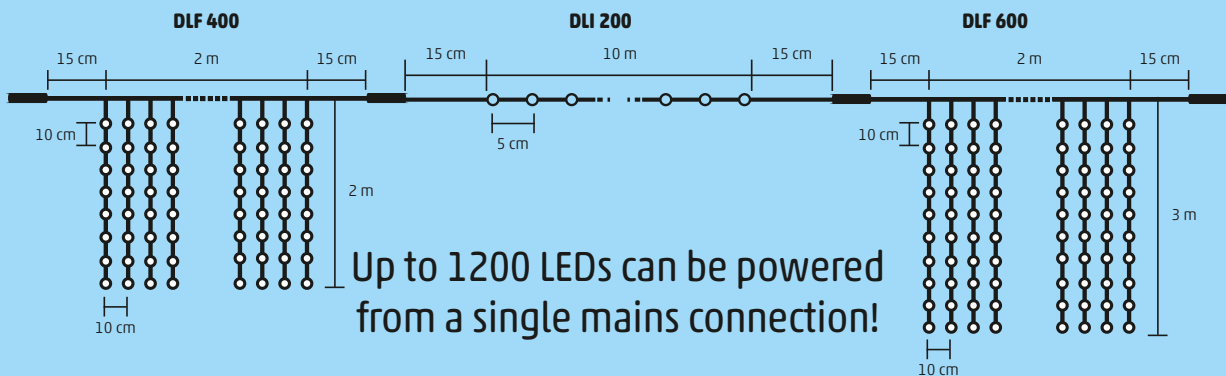 DLF 400
DLI 200
DLF 600
15 cm
2 m
15 cm
15 cm
10 m
15 cm
15 cm
2 m
15 cm
10 cm
5 cm
10 cm
2 m
3 m
Up to 1200 LEDs can be powered
from a single mains connection!
10 cm
10 cm